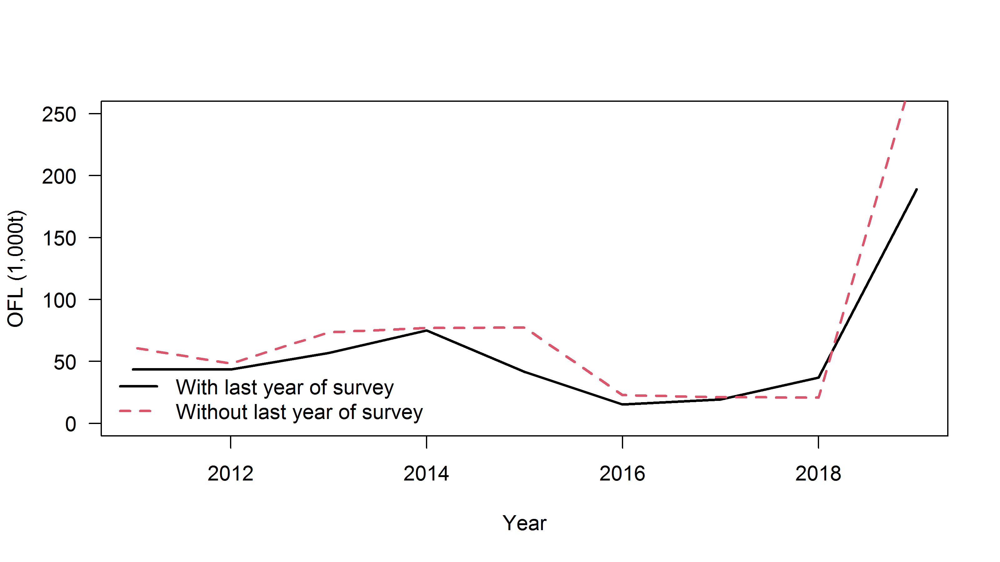 250
200
150
100
50
0
OFL (1,000t)
With last year of survey
Without last year of survey
2012
2014
2016
2018
Year